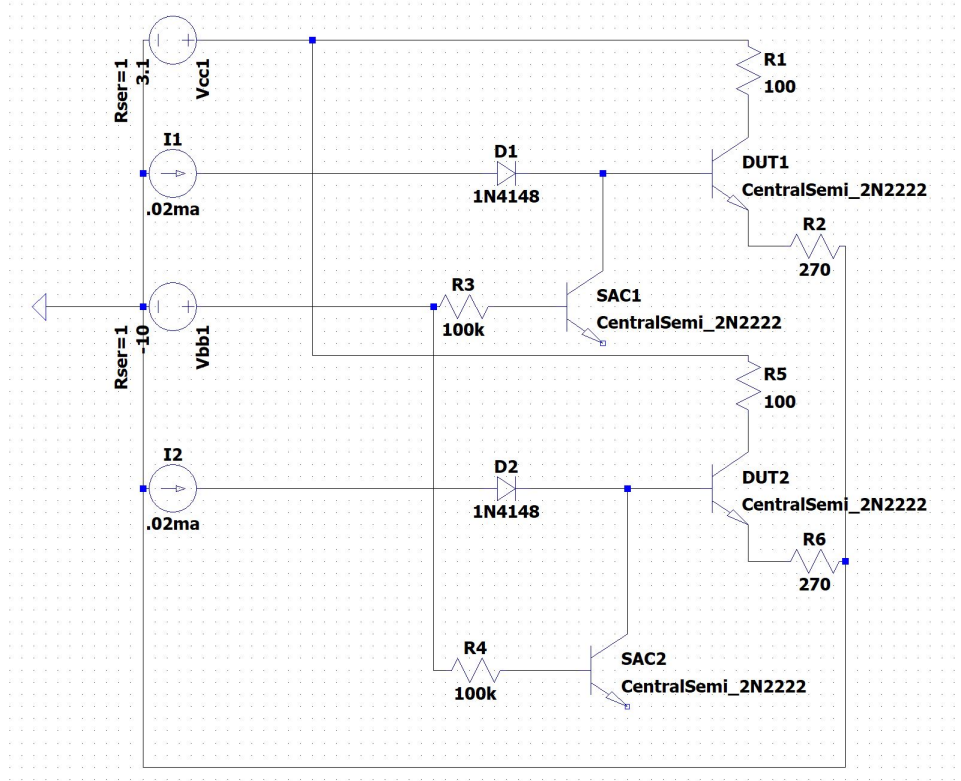 Rser=1
3.1
Vcc1
R1
100
I1
.02ma
D1
1N4148
DUT1
CentralSemi_2N2222
R2
270
Rser=1
-10
Vbb1
R3
100k
SAC1
CentralSemi_2N2222
R5
100
I2
.02ma
D2
1N4148
DUT2
CentralSemi_2N2222
R6
270
R4
100k
SAC2
CentralSemi_2N2222